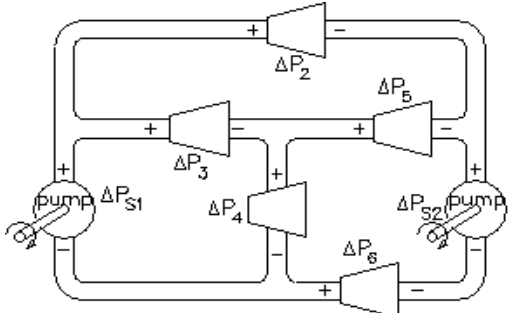 + −
ΔP2
ΔP5
+ − + −
ΔP3
+ + +
pump ΔPS1 ΔP4 ΔPS2 pump
− − −
ΔP6
+ −